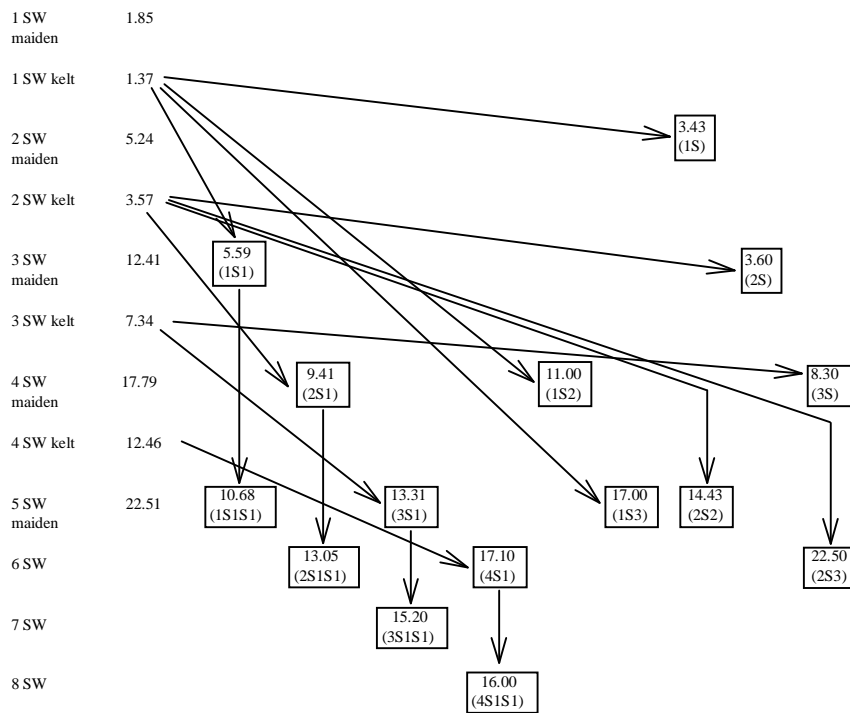 1 SW
maiden
1.85
1 SW kelt
1.37
3.43
(1S)
2 SW
maiden
5.24
2 SW kelt
3.57
5.59
(1S1)
3.60
(2S)
3 SW
maiden
12.41
3 SW kelt
7.34
9.41
(2S1)
11.00
(1S2)
8.30
(3S)
4 SW
maiden
17.79
4 SW kelt
12.46
10.68
(1S1S1)
13.31
(3S1)
17.00
(1S3)
14.43
(2S2)
5 SW
maiden
22.51
6 SW
13.05
(2S1S1)
17.10
(4S1)
22.50
(2S3)
7 SW
15.20
(3S1S1)
8 SW
16.00
(4S1S1)